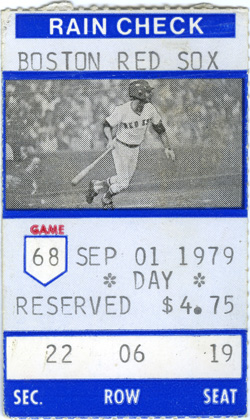 RAIN CHECK
BOSTON RED SOX
RED SOX
GAME
68 SEP 01 1979
* DAY *
RESERVED $4.75
22 06 19
SEC. ROW SEAT